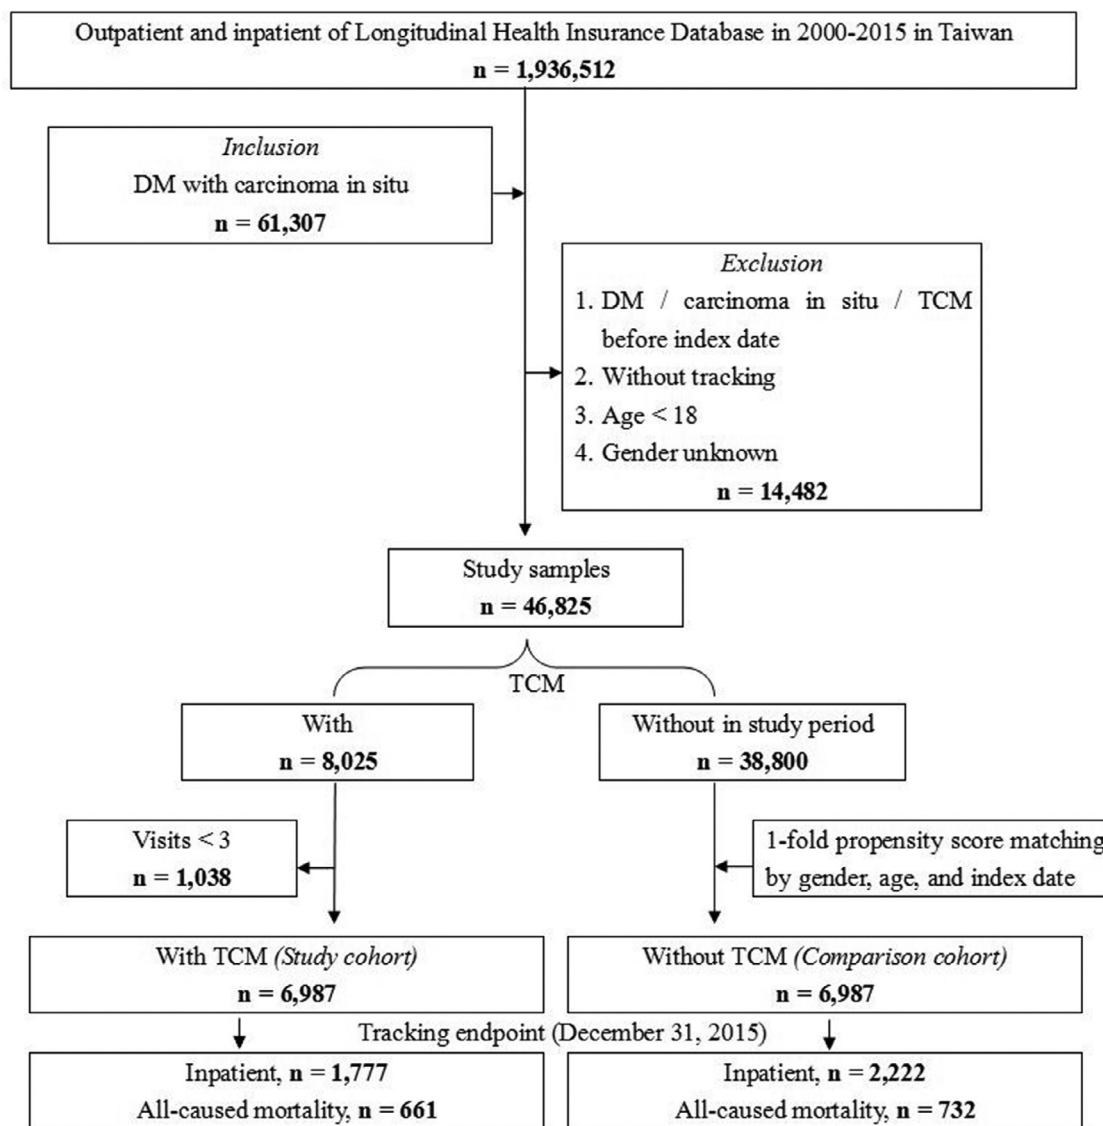 Outpatient and inpatient of Longitudinal Health Insurance Database in 2000-2015 in Taiwan
n = 1,936,512
Inclusion
DM with carcinoma in situ
n = 61,307
Exclusion
1. DM / carcinoma in situ / TCM
before index date
2. Without tracking
3. Age < 18
4. Gender unknown
n = 14,482
Study samples
n = 46,825
TCM
With
n = 8,025
Without in study period
n = 38,800
Visits < 3
n = 1,038
1-fold propensity score matching
by gender, age, and index date
With TCM (Study cohort)
n = 6,987
Without TCM (Comparison cohort)
n = 6,987
Tracking endpoint (December 31, 2015)
Inpatient, n = 1,777
All-caused mortality, n = 661
Inpatient, n = 2,222
All-caused mortality, n = 732